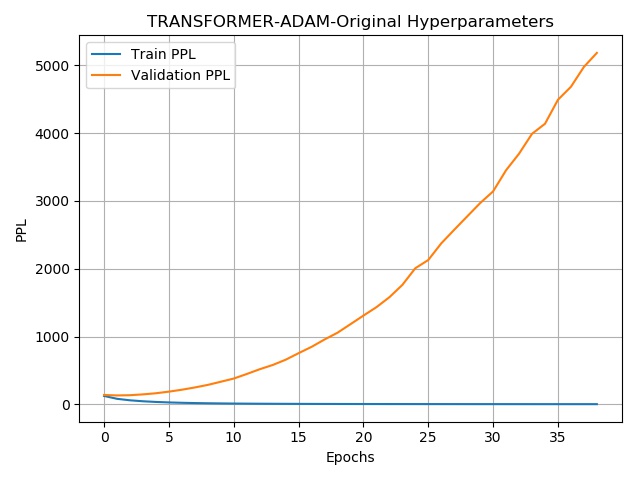 TRANSFORMER-ADAM-Original Hyperparameters
Train PPL
Validation PPL
PPL
5000
4000
3000
2000
1000
0
0 5 10 15 20 25 30 35
Epochs